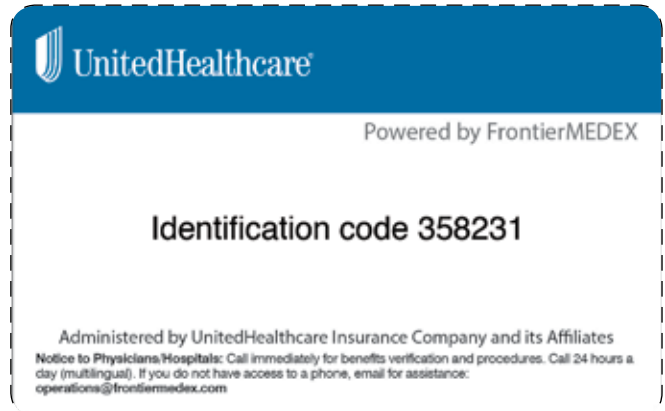 UnitedHealthcare®
Powered by FrontierMEDEX
Identification code 358231
Administered by UnitedHealthcare Insurance Company and its Affiliates
Notice to Physicians/Hospitals: Call immediately for benefits verification and procedures. Call 24 hours a
day (multilingual). If you do not have access to a phone, email for assistance:
operations@frontiermedex.com